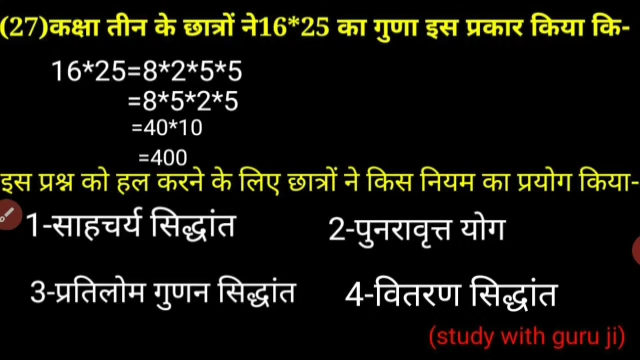 (27)कक्षा तीन के छात्रों ने16*25 का गुणा इस प्रकार किया कि-
16*25=8*2*5*5
=8*5*2*5
=40*10
=400
इस प्रश्न को हल करने के लिए छात्रों ने किस नियम का प्रयोग किया-
1-साहचर्य सिद्धांत 2-पुनरावृत्त योग
3-प्रतिलोम गुणन सिद्धांत 4-वितरण सिद्धांत
(study with guru ji)